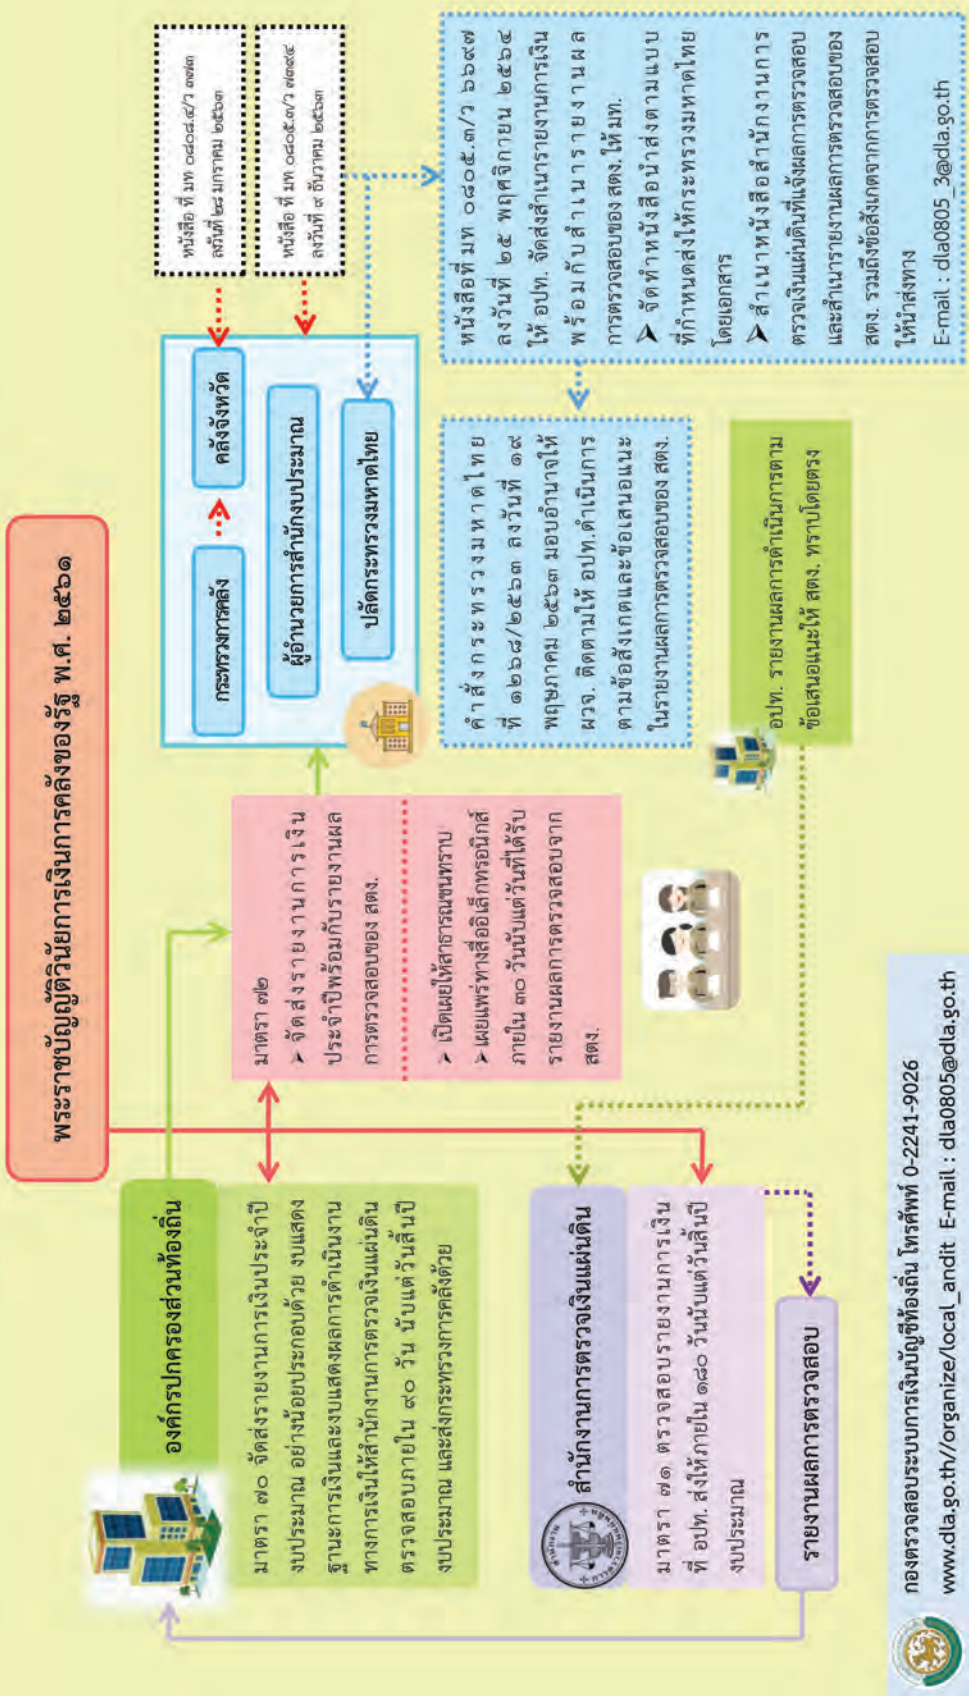 พระราชบัญญัติวินัยการเงินการคลังของรัฐ พ.ศ. ๒๕๖๑
องค์กรปกครองส่วนท้องถิ่น
มาตรา ๗๐ จัดส่งรายงานการเงินประจำปี
งบประมาณ อย่างน้อยประกอบด้วย งบแสดง
ฐานะการเงินและงบแสดงผลการดำเนินงาน
ทางการเงินให้สำนักงานการตรวจเงินแผ่นดิน
ตรวจสอบภายใน ๙๐ วัน นับแต่วันสิ้นปี
งบประมาณ และส่งกระทรวงการคลังด้วย
สำนักงานการตรวจเงินแผ่นดิน
มาตรา ๗๑ ตรวจสอบรายงานการเงิน
ที่ อปท. ส่งให้ภายใน ๑๘๐ วันนับแต่วันสิ้นปี
งบประมาณ
รายงานผลการตรวจสอบ
มาตรา ๗๒
➤ จัดส่งรายงานการเงิน
ประจำปีพร้อมกับรายงานผล
การตรวจสอบของ สตง.
➤ เปิดเผยให้สาธารณชนทราบ
➤ เผยแพร่ทางสื่ออิเล็กทรอนิกส์
ภายใน ๓๐ วันนับแต่วันที่ได้รับ
รายงานผลการตรวจสอบจาก
สตง.
กระทรวงการคลัง
คลังจังหวัด
ผู้อำนวยการสำนักงบประมาณ
ปลัดกระทรวงมหาดไทย
หนังสือ ที่ มท ๐๘๐๘.๔/ว ๓๗๓
ลงวันที่ ๒๘ มกราคม ๒๕๖๓
หนังสือ ที่ มท ๐๘๐๕.๓/ว ๗๓๙๔
ลงวันที่ ๙ ธันวาคม ๒๕๖๓
คำสั่งกระทรวงมหาดไทย
ที่ ๑๒๖๘/๒๕๖๓ ลงวันที่ ๑๙
พฤษภาคม ๒๕๖๓ มอบอำนาจให้
ผวจ. ติดตามให้ อปท.ดำเนินการ
ตามข้อสังเกตและข้อเสนอแนะ
ในรายงานผลการตรวจสอบของ สตง.
หนังสือที่ มท ๐๘๐๕.๓/ว ๖๖๙๗
ลงวันที่ ๒๕ พฤศจิกายน ๒๕๖๔
ให้ อปท. จัดส่งสำเนารายงานการเงิน
พร้อมกับสำเนารายงานผล
การตรวจสอบของ สตง. ให้ มท.
➤ จัดทำหนังสือนำส่งตามแบบ
ที่กำหนดส่งให้กระทรวงมหาดไทย
โดยเอกสาร
➤ สำเนาหนังสือสำนักงานการ
ตรวจเงินแผ่นดินที่แจ้งผลการตรวจสอบ
และสำเนารายงานผลการตรวจสอบของ
สตง. รวมถึงข้อสังเกตจากการตรวจสอบ
ให้นำส่งทาง
E-mail : dla0805_3@dla.go.th
อปท. รายงานผลการดำเนินการตาม
ข้อเสนอแนะให้ สตง. ทราบโดยตรง
กองตรวจสอบระบบการเงินบัญชีท้องถิ่น โทรศัพท์ 0-2241-9026
www.dla.go.th//organize/local_andit E-mail : dla0805@dla.go.th